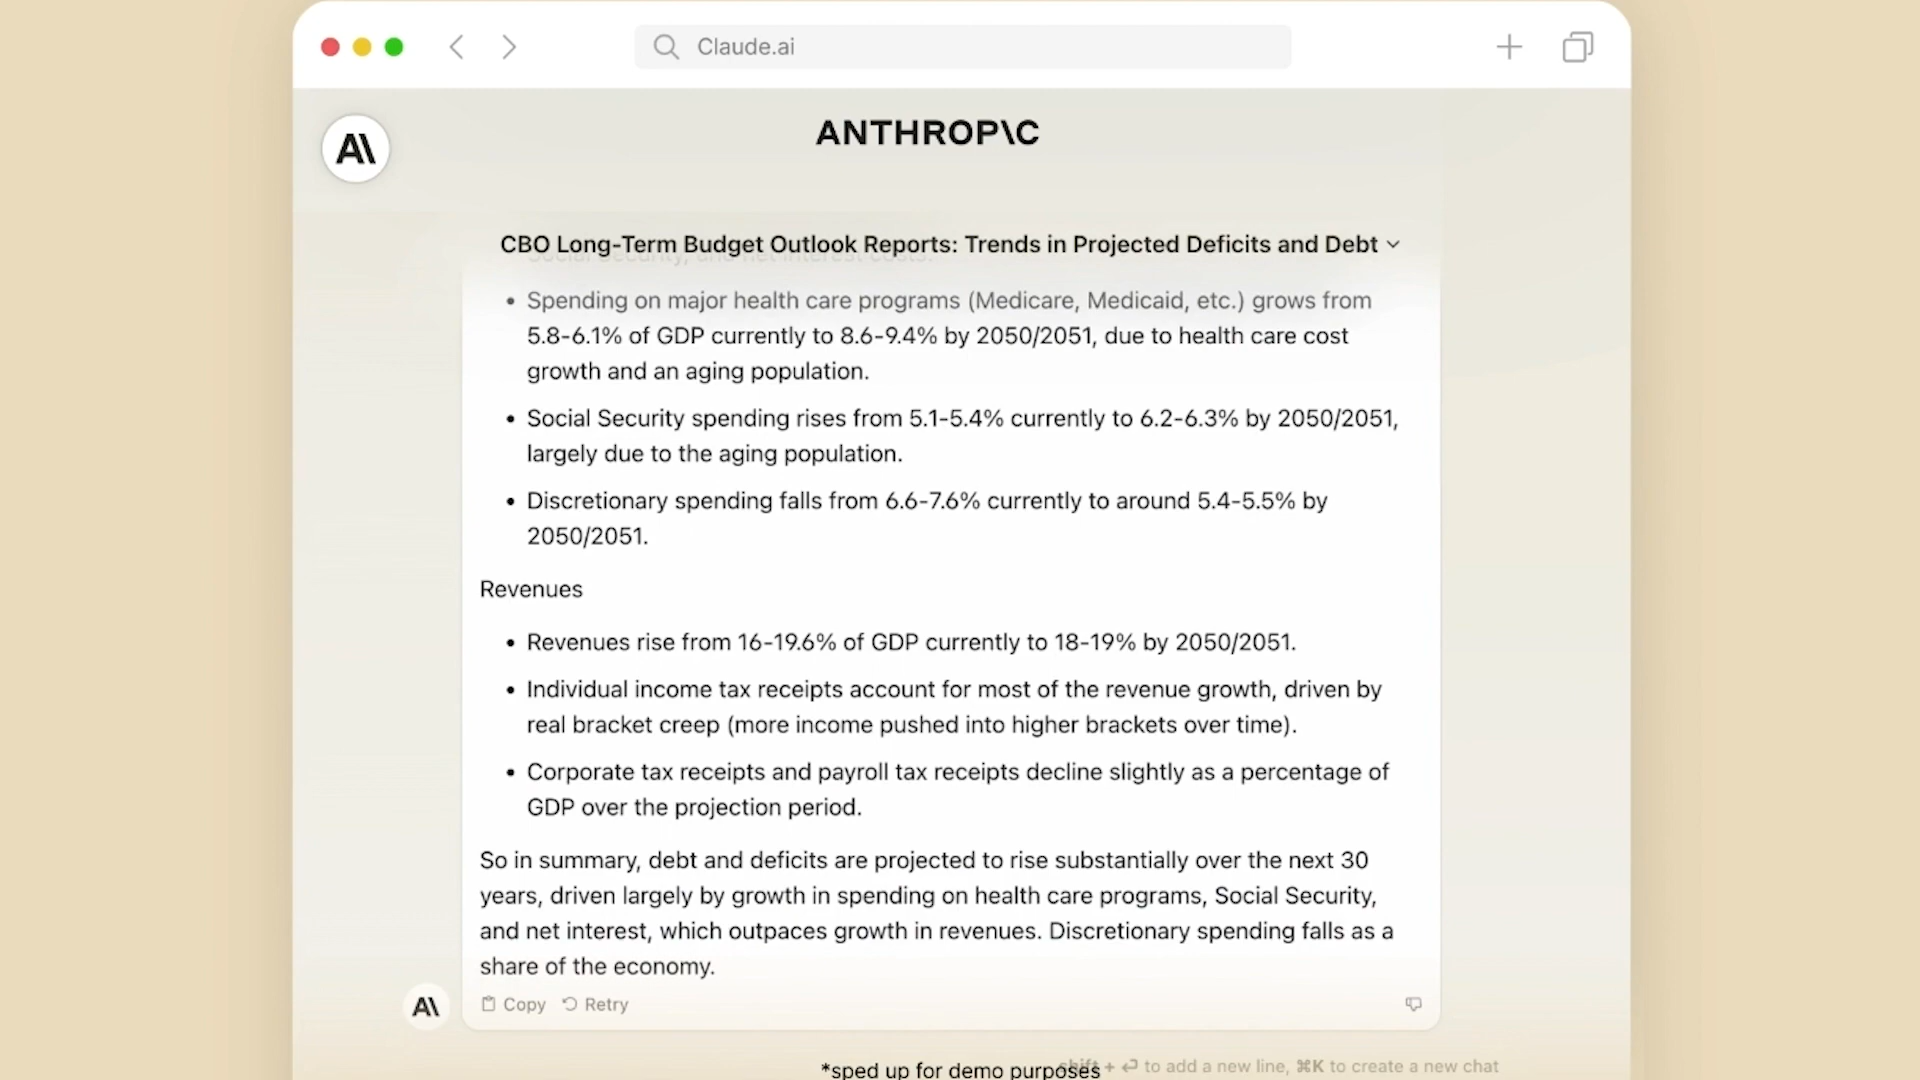 Claude.ai
ANTHROP\C
CBO Long-Term Budget Outlook Reports: Trends in Projected Deficits and Debt
Social Security, and net interest costs.
• Spending on major health care programs (Medicare, Medicaid, etc.) grows from
5.8-6.1% of GDP currently to 8.6-9.4% by 2050/2051, due to health care cost
growth and an aging population.
• Social Security spending rises from 5.1-5.4% currently to 6.2-6.3% by 2050/2051,
largely due to the aging population.
• Discretionary spending falls from 6.6-7.6% currently to around 5.4-5.5% by
2050/2051.
Revenues
• Revenues rise from 16-19.6% of GDP currently to 18-19% by 2050/2051.
• Individual income tax receipts account for most of the revenue growth, driven by
real bracket creep (more income pushed into higher brackets over time).
• Corporate tax receipts and payroll tax receipts decline slightly as a percentage of
GDP over the projection period.
So in summary, debt and deficits are projected to rise substantially over the next 30
years, driven largely by growth in spending on health care programs, Social Security,
and net interest, which outpaces growth in revenues. Discretionary spending falls as a
share of the economy.
A\
Copy Retry
A\
shift + ⏎ to add a new line, ⌘K to create a new chat
*sped up for demo purposes